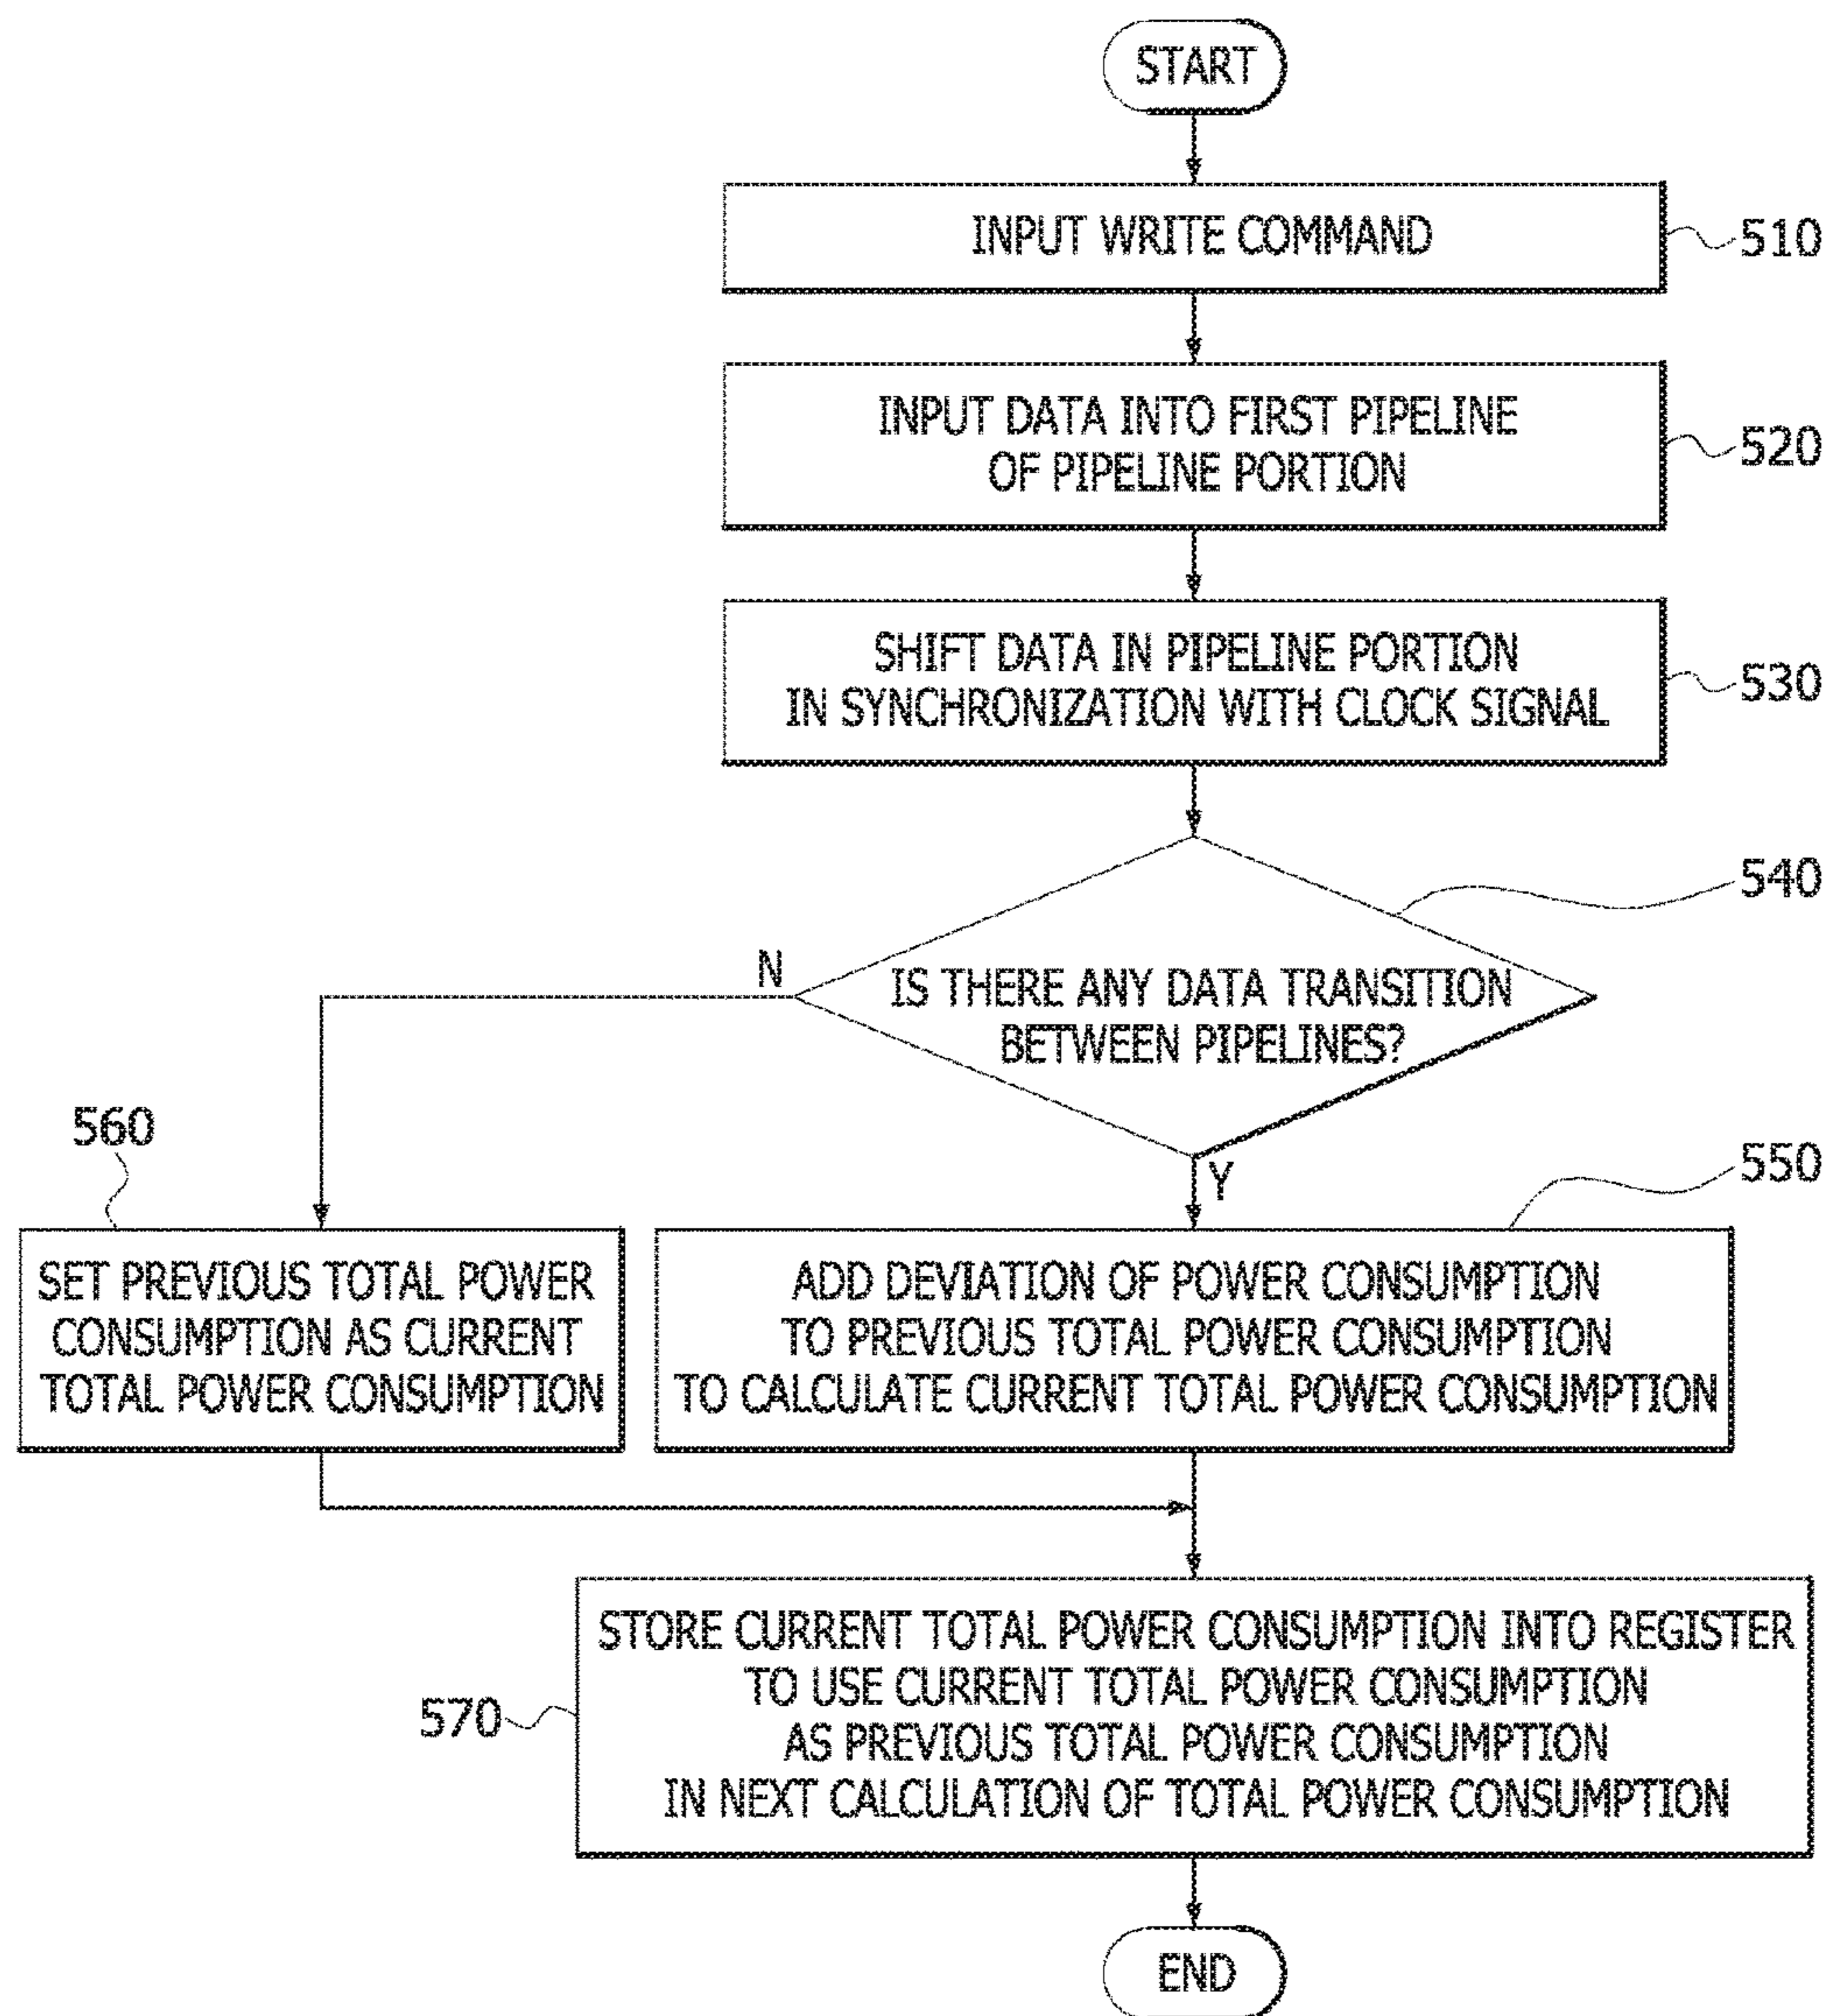 START
INPUT WRITE COMMAND
510
INPUT DATA INTO FIRST PIPELINE
OF PIPELINE PORTION
520
SHIFT DATA IN PIPELINE PORTION
IN SYNCHRONIZATION WITH CLOCK SIGNAL
530
540
IS THERE ANY DATA TRANSITION
BETWEEN PIPELINES?
N
Y
560
SET PREVIOUS TOTAL POWER
CONSUMPTION AS CURRENT
TOTAL POWER CONSUMPTION
550
ADD DEVIATION OF POWER CONSUMPTION
TO PREVIOUS TOTAL POWER CONSUMPTION
TO CALCULATE CURRENT TOTAL POWER CONSUMPTION
STORE CURRENT TOTAL POWER CONSUMPTION INTO REGISTER
TO USE CURRENT TOTAL POWER CONSUMPTION
AS PREVIOUS TOTAL POWER CONSUMPTION
IN NEXT CALCULATION OF TOTAL POWER CONSUMPTION
570
END